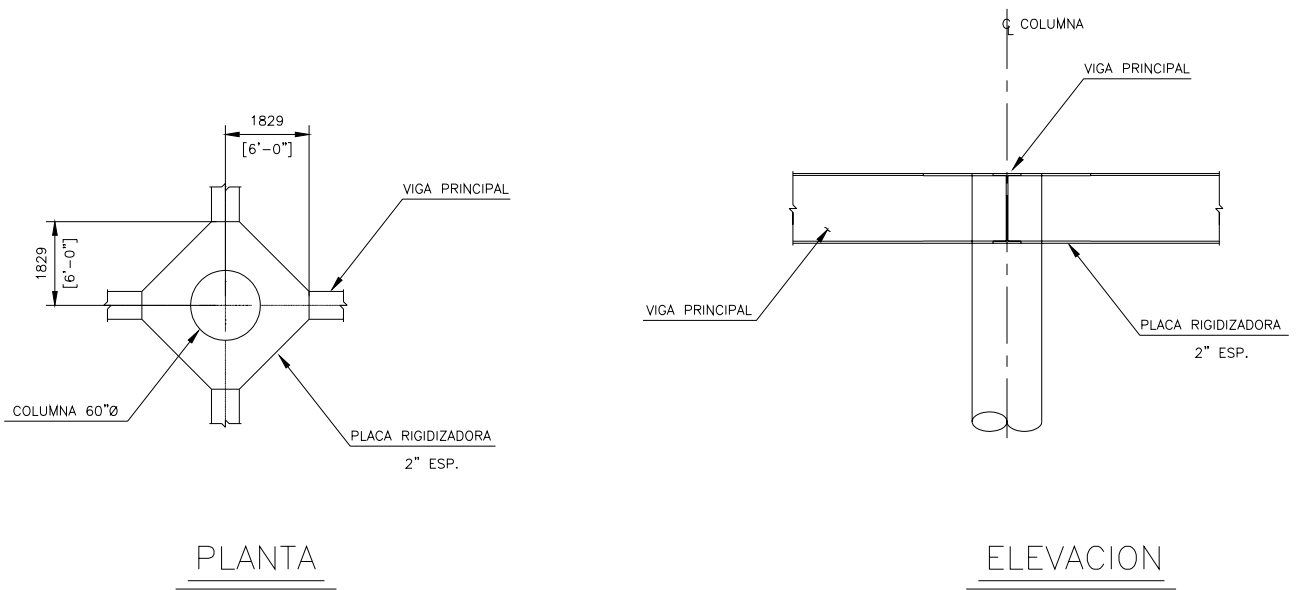 1829
[6'-0"]
VIGA PRINCIPAL
1829
[6'-0"]
COLUMNA 60"Ø
PLACA RIGIDIZADORA
2" ESP.
PLANTA
℄ COLUMNA
VIGA PRINCIPAL
VIGA PRINCIPAL
PLACA RIGIDIZADORA
2" ESP.
ELEVACION